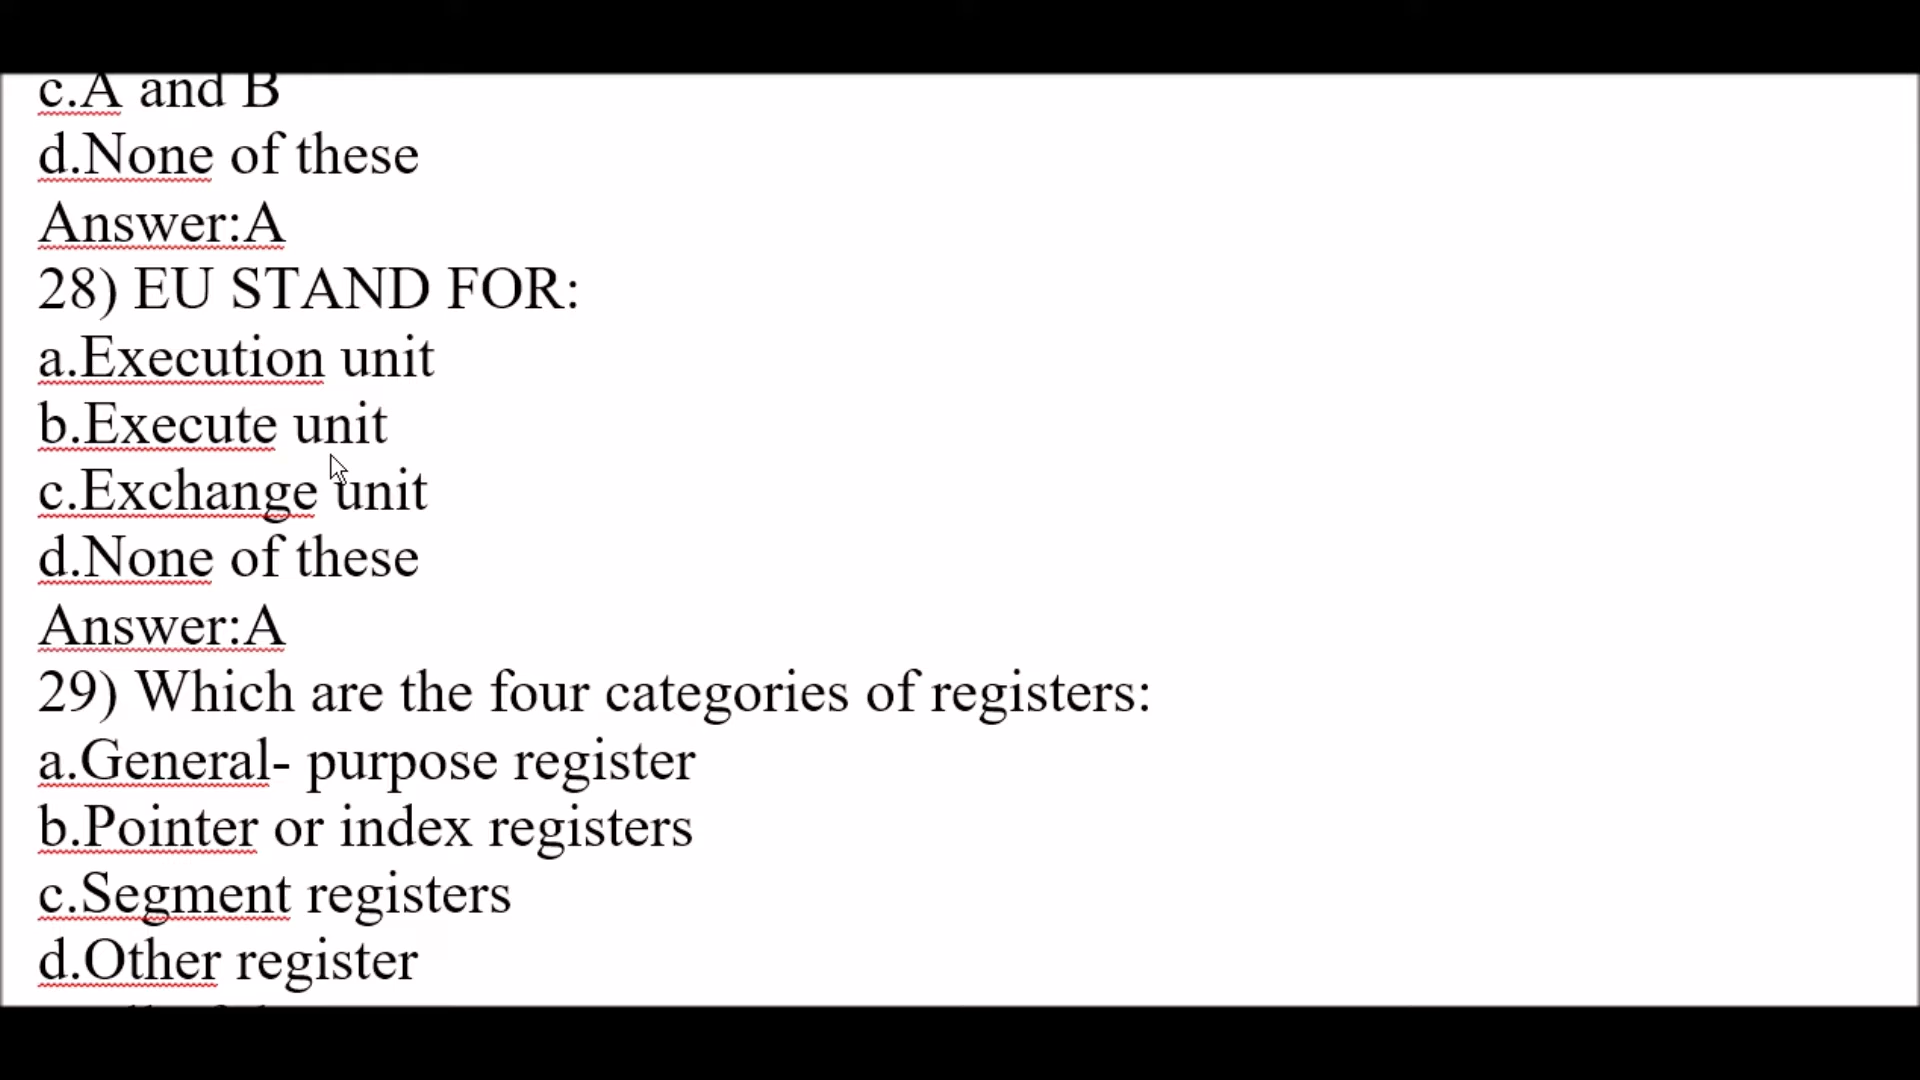 c.A and B
d.None of these
Answer:A
28) EU STAND FOR:
a.Execution unit
b.Execute unit
c.Exchange unit
d.None of these
Answer:A
29) Which are the four categories of registers:
a.General- purpose register
b.Pointer or index registers
c.Segment registers
d.Other register